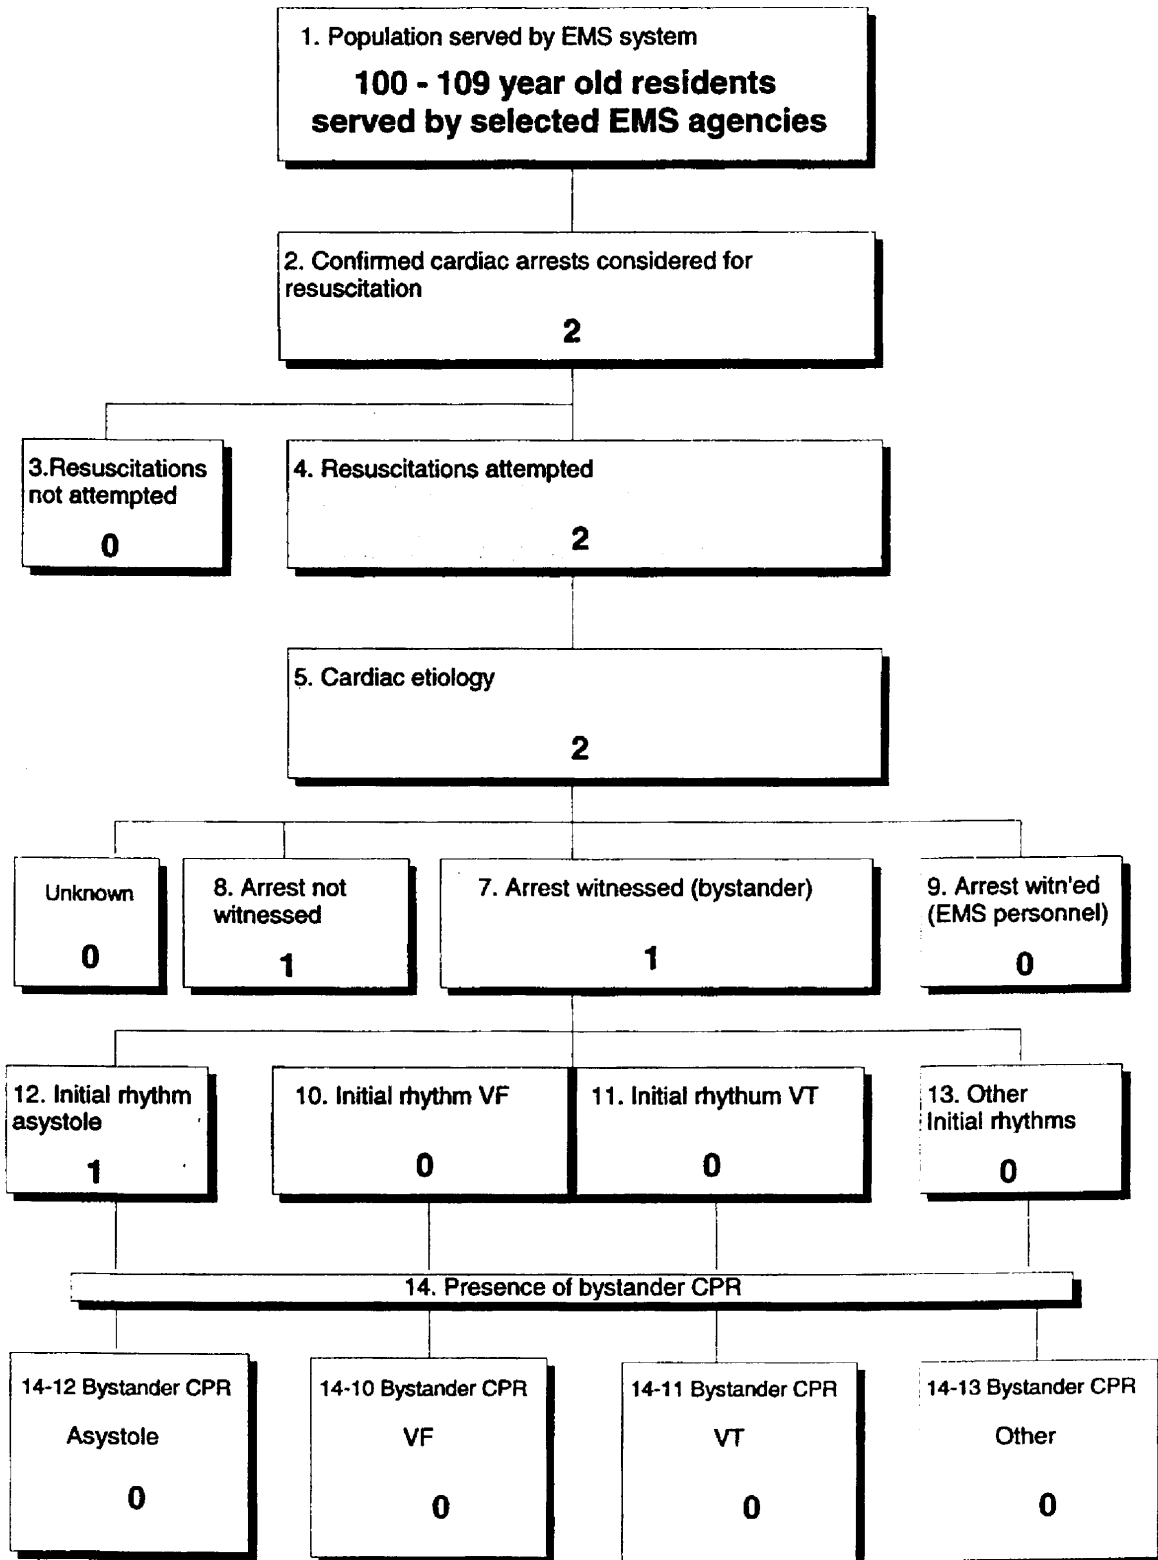 1. Population served by EMS system
100 - 109 year old residents
served by selected EMS agencies
2. Confirmed cardiac arrests considered for
resuscitation
2
3.Resuscitations
not attempted
0
4. Resuscitations attempted
2
5. Cardiac etiology
2
Unknown
0
8. Arrest not
witnessed
1
7. Arrest witnessed (bystander)
1
9. Arrest witn'ed
(EMS personnel)
0
12. Initial rhythm
asystole
1
10. Initial rhythm VF
0
11. Initial rhythum VT
0
13. Other
Initial rhythms
0
14. Presence of bystander CPR
14-12 Bystander CPR
Asystole
0
14-10 Bystander CPR
VF
0
14-11 Bystander CPR
VT
0
14-13 Bystander CPR
Other
0